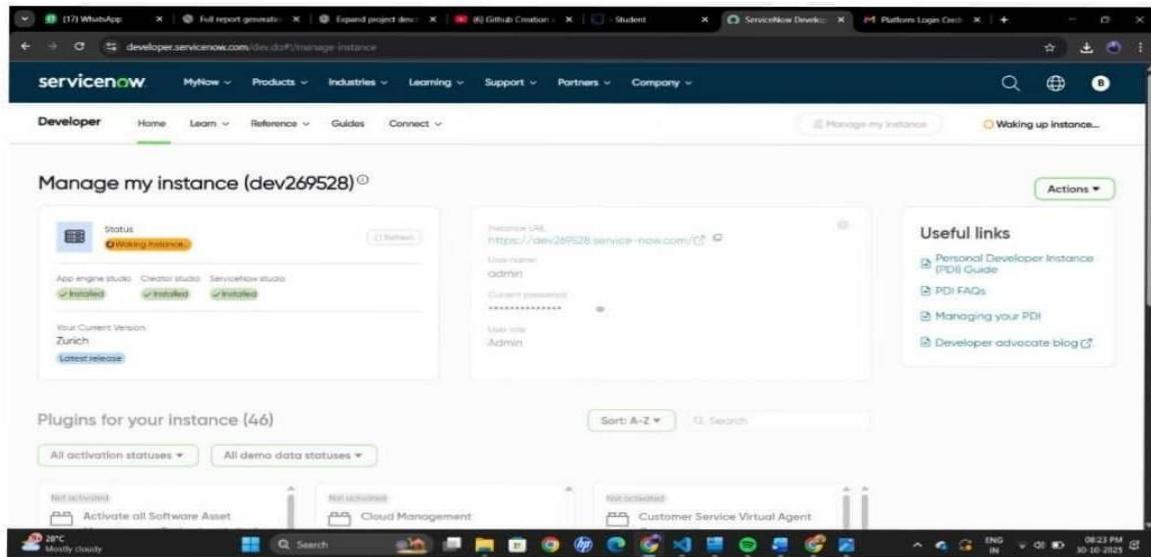 (17) WhatsApp
Full report generatio
Expand project desc
(6) Github Creation
- Student
ServiceNow Develop
Platform Login Cred
developer.servicenow.com/dev.do#!/manage-instance
servicenow
MyNow
Products
Industries
Learning
Support
Partners
Company
B
Developer
Home
Learn
Reference
Guides
Connect
Manage my instance
Waking up instance...
Manage my instance (dev269528)
Actions
Status
Waking instance...
Refresh
App engine studio Creator studio ServiceNow studio
Installed Installed Installed
Your Current Version
Zurich
Latest release
Instance URL
https://dev269528.service-now.com/
User name
admin
Current password
••••••••••••••
User role
Admin
Useful links
Personal Developer Instance
(PDI) Guide
PDI FAQs
Managing your PDI
Developer advocate blog
Plugins for your instance (46)
Sort: A-Z
Search
All activation statuses
All demo data statuses
Not activated
Activate all Software Asset
Not activated
Cloud Management
Not activated
Customer Service Virtual Agent
28°C
Mostly cloudy
Search
ENG
IN
08:23 PM
30-10-2025